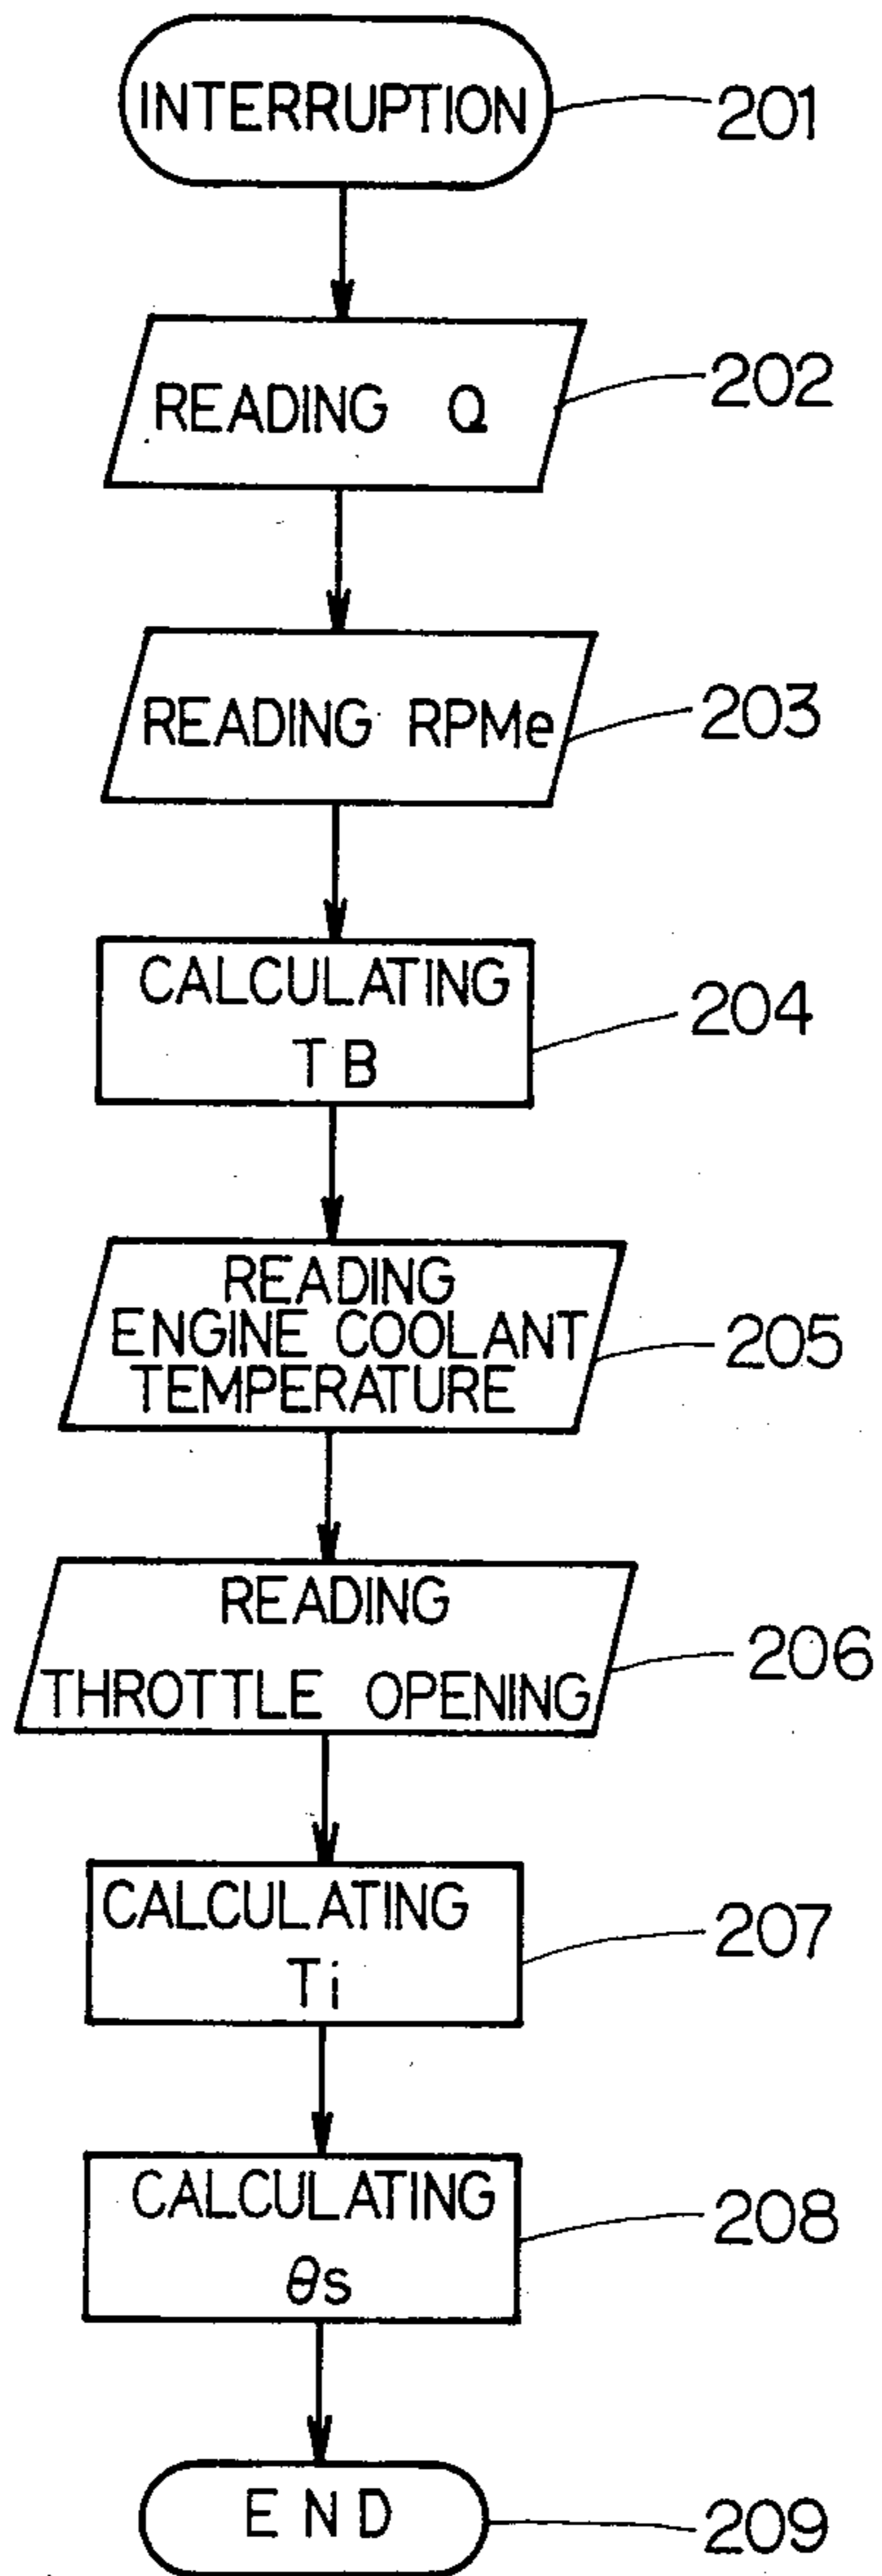 INTERRUPTION
201
READING Q
202
READING RPMe
203
CALCULATING
TB
204
READING
ENGINE COOLANT
TEMPERATURE
205
READING
THROTTLE OPENING
206
CALCULATING
Ti
207
CALCULATING
θs
208
END
209